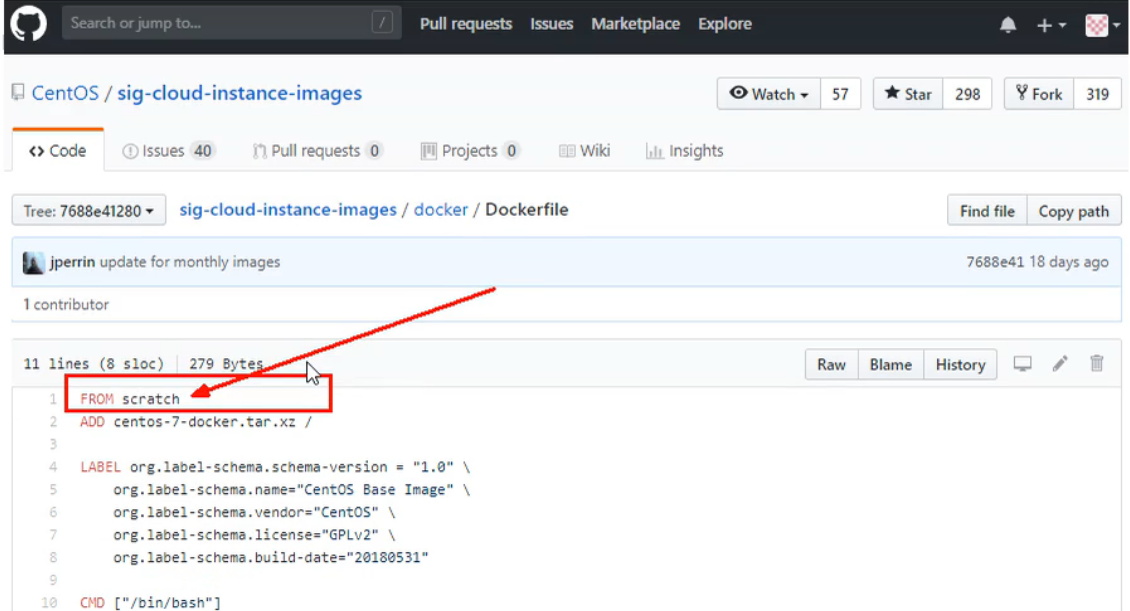 Search or jump to... / Pull requests Issues Marketplace Explore
CentOS / sig-cloud-instance-images Watch 57 Star 298 Fork 319
Code Issues 40 Pull requests 0 Projects 0 Wiki Insights
Tree: 7688e41280 sig-cloud-instance-images / docker / Dockerfile Find file Copy path
jperrin update for monthly images 7688e41 18 days ago
1 contributor
11 lines (8 sloc) 279 Bytes Raw Blame History
1 FROM scratch
2 ADD centos-7-docker.tar.xz /
3
4 LABEL org.label-schema.schema-version = "1.0" \
5 org.label-schema.name="CentOS Base Image" \
6 org.label-schema.vendor="CentOS" \
7 org.label-schema.license="GPLv2" \
8 org.label-schema.build-date="20180531"
9
10 CMD ["/bin/bash"]